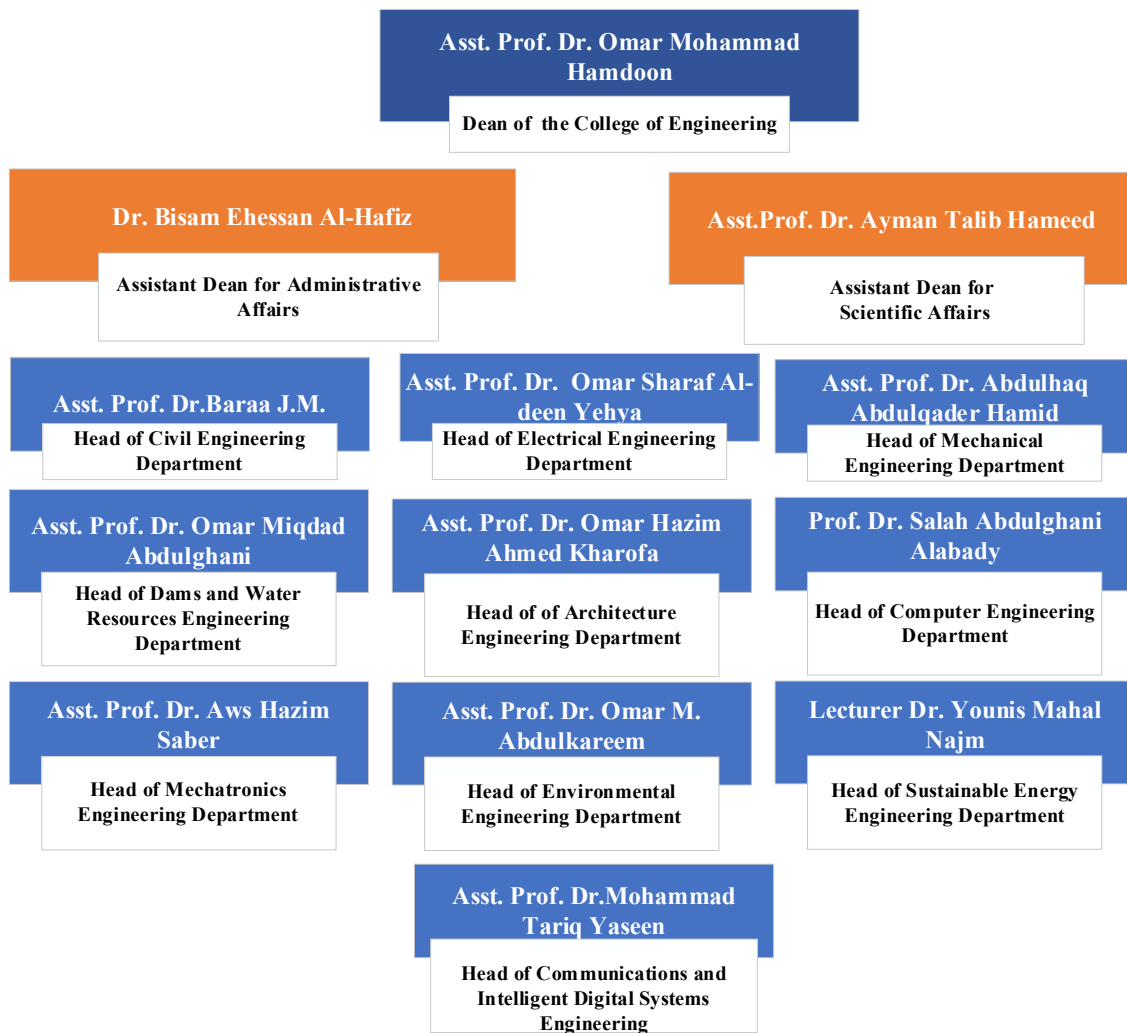 Asst. Prof. Dr. Omar Mohammad
Hamdoon
Dean of the College of Engineering
Dr. Bisam Ehessan Al-Hafiz
Assistant Dean for Administrative
Affairs
Asst.Prof. Dr. Ayman Talib Hameed
Assistant Dean for
Scientific Affairs
Asst. Prof. Dr.Baraa J.M.
Head of Civil Engineering
Department
Asst. Prof. Dr. Omar Sharaf Al-
deen Yehya
Head of Electrical Engineering
Department
Asst. Prof. Dr. Abdulhaq
Abdulqader Hamid
Head of Mechanical
Engineering Department
Asst. Prof. Dr. Omar Miqdad
Abdulghani
Head of Dams and Water
Resources Engineering
Department
Asst. Prof. Dr. Omar Hazim
Ahmed Kharofa
Head of of Architecture
Engineering Department
Prof. Dr. Salah Abdulghani
Alabady
Head of Computer Engineering
Department
Asst. Prof. Dr. Aws Hazim
Saber
Head of Mechatronics
Engineering Department
Asst. Prof. Dr. Omar M.
Abdulkareem
Head of Environmental
Engineering Department
Lecturer Dr. Younis Mahal
Najm
Head of Sustainable Energy
Engineering Department
Asst. Prof. Dr.Mohammad
Tariq Yaseen
Head of Communications and
Intelligent Digital Systems
Engineering